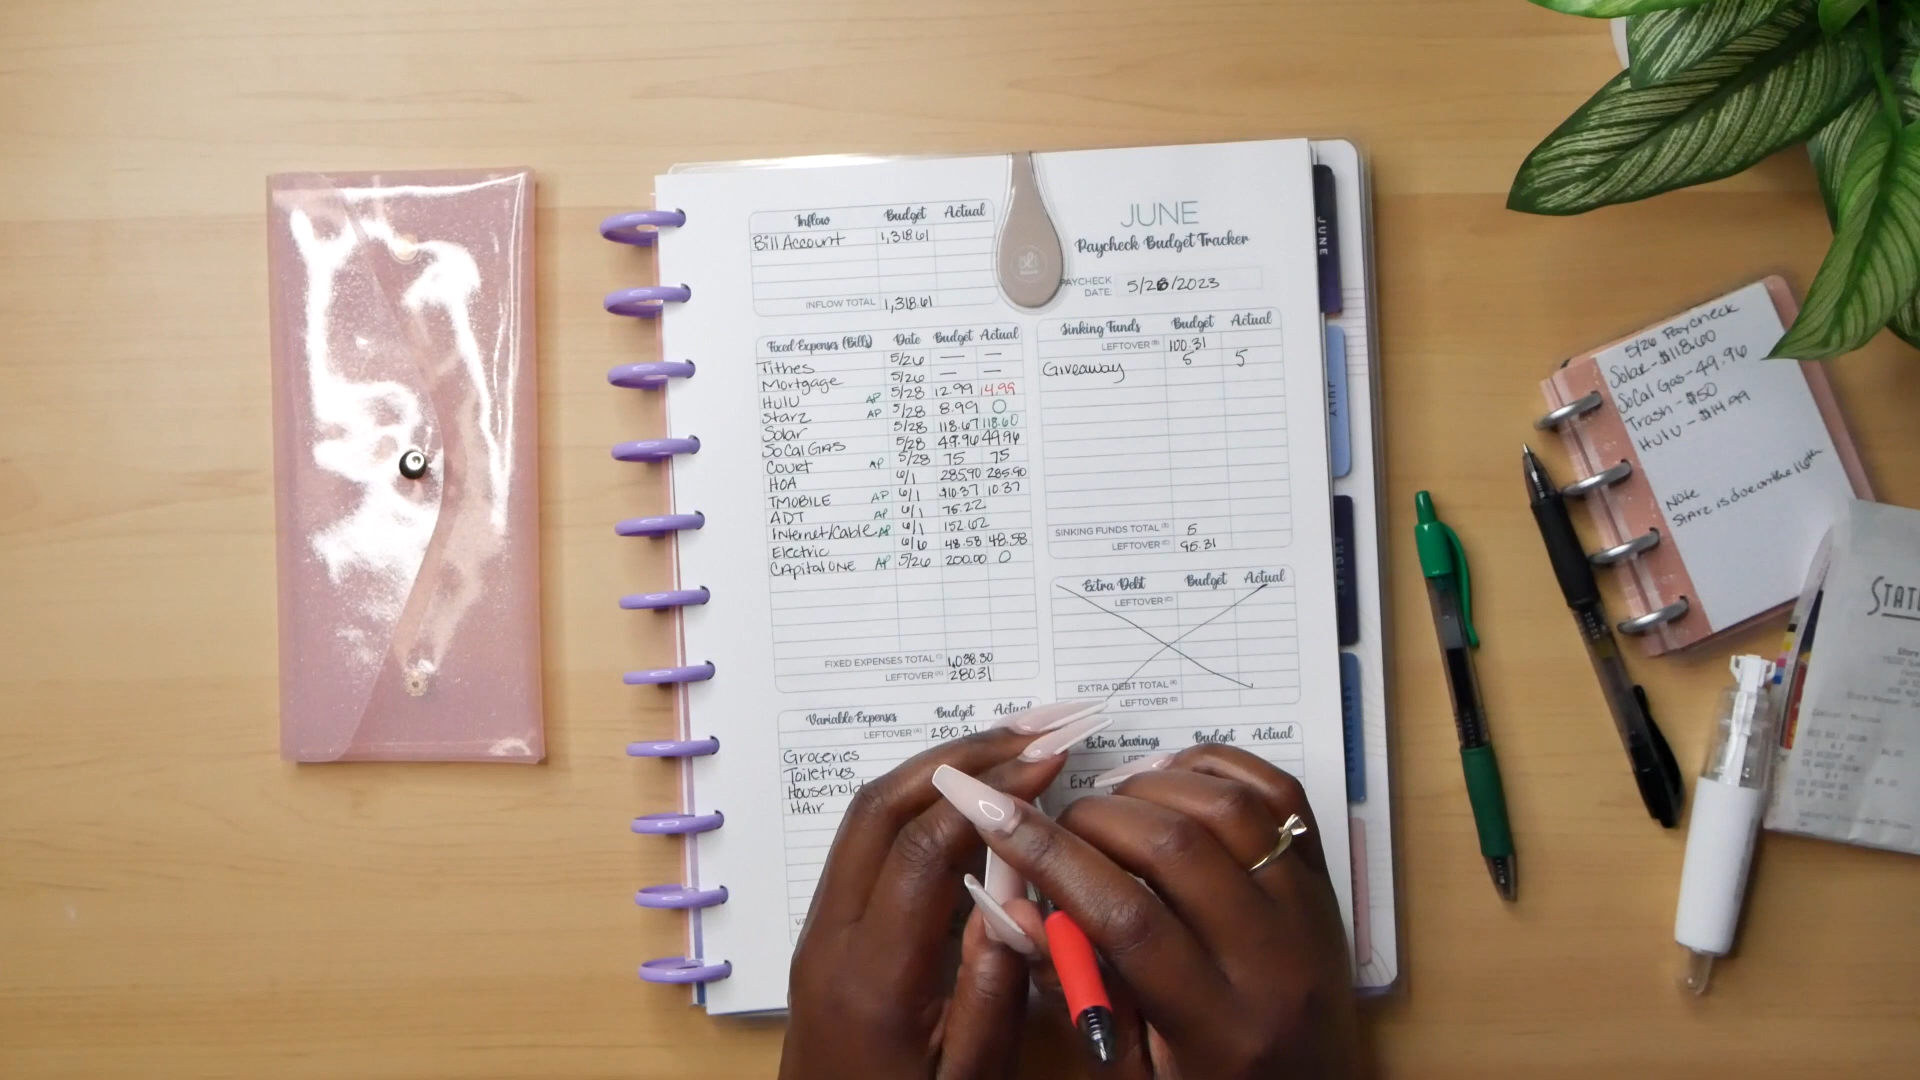 Inflow Budget Actual
Bill Account 1,318.61
INFLOW TOTAL 1,318.61
JUNE
Paycheck Budget Tracker
PAYCHECK DATE: 5/26/2023
Fixed Expenses (Bills) Date Budget Actual
Tithes 5/26 — —
Mortgage 5/26 — —
HULU AP 5/28 12.99 14.99
Starz AP 5/28 8.99 0
Solar 5/28 118.67 118.60
SoCal GAS 5/28 49.96 49.96
Court AP 5/28 75 75
HOA 6/1 285.90 285.90
TMOBILE AP 6/1 $10.37 10.37
ADT AP 6/1 75.22
Internet/Cable AP 6/1 152.62
Electric 6/6 48.58 48.58
CApital ONE AP 5/26 200.00 0
FIXED EXPENSES TOTAL 1,038.30
LEFTOVER (A) 280.31
Variable Expenses Budget Actual
LEFTOVER (A) 280.31
Groceries
Toiletries
Household
HAir
Sinking Funds Budget Actual
LEFTOVER (B) 100.31
Giveaway 5 5
SINKING FUNDS TOTAL 5
LEFTOVER (C) 95.31
Extra Debt Budget Actual
LEFTOVER (C)
EXTRA DEBT TOTAL
LEFTOVER (D)
Extra Savings Budget Actual
JUNE
JULY
5/26 Paycheck
Solar - $118.60
SoCal Gas - 49.96
Trash - $50
HULU - $14.99
Note
Starz is due on the 16th